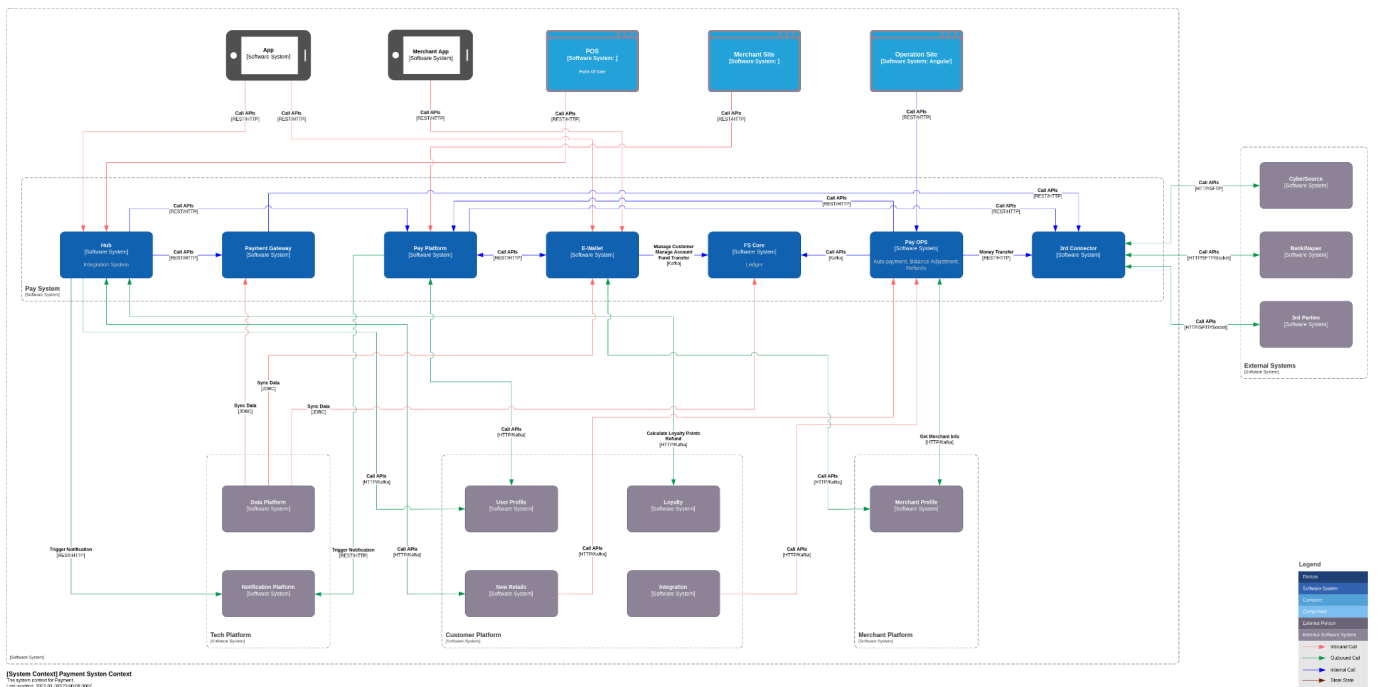 App
[Software System]
Merchant App
[Software System]
POS
[Software System: ]
Point Of Sale
Merchant Site
[Software System: ]
Operation Site
[Software System: Angular]
Call APIs
[REST/HTTP]
Call APIs
[REST/HTTP]
Call APIs
[REST/HTTP]
Call APIs
[REST/HTTP]
Call APIs
[REST/HTTP]
Call APIs
[REST/HTTP]
CyberSource
[Software System]
Call APIs
[HTTP/SFTP]
Call APIs
[REST/HTTP]
Call APIs
[REST/HTTP]
Call APIs
[REST/HTTP]
Call APIs
[REST/HTTP]
Hub
[Software System]
Integration System
Call APIs
[REST/HTTP]
Payment Gateway
[Software System]
Pay Platform
[Software System]
Call APIs
[REST/HTTP]
E-Wallet
[Software System]
Manage Customer
Manage Account
Fund Transfer
[Kafka]
FS Core
[Software System]
Ledger
Call APIs
[Kafka]
Pay OPS
[Software System]
Auto payment, Balance Adjustment,
Refunds
Money Transfer
[REST/HTTP]
3rd Connector
[Software System]
Call APIs
[HTTP/SFTP/Socket]
Bank/Napas
[Software System]
Pay System
[Software System]
Call APIs
[HTTP/SFTP/Socket]
3rd Parties
[Software System]
External Systems
[Software System]
Sync Data
[JDBC]
Sync Data
[JDBC]
Sync Data
[JDBC]
Call APIs
[HTTP/Kafka]
Calculate Loyalty Points
Refund
[HTTP/Kafka]
Get Merchant Info
[HTTP/Kafka]
Call APIs
[HTTP/Kafka]
Call APIs
[HTTP/Kafka]
Data Platform
[Software System]
User Profile
[Software System]
Loyalty
[Software System]
Merchant Profile
[Software System]
Trigger Notification
[REST/HTTP]
Trigger Notification
[REST/HTTP]
Call APIs
[HTTP/Kafka]
Call APIs
[HTTP/Kafka]
Call APIs
[HTTP/Kafka]
Notification Platform
[Software System]
New Retails
[Software System]
Integration
[Software System]
Tech Platform
[Software System]
Customer Platform
[Software System]
Merchant Platform
[Software System]
[Software System]
[System Context] Payment System Context
The system context for Payment.
Last modified:
Legend
Person
Software System
Container
Component
External Person
External Software System
Inbound Call
Outbound Call
Internal Call
Store State